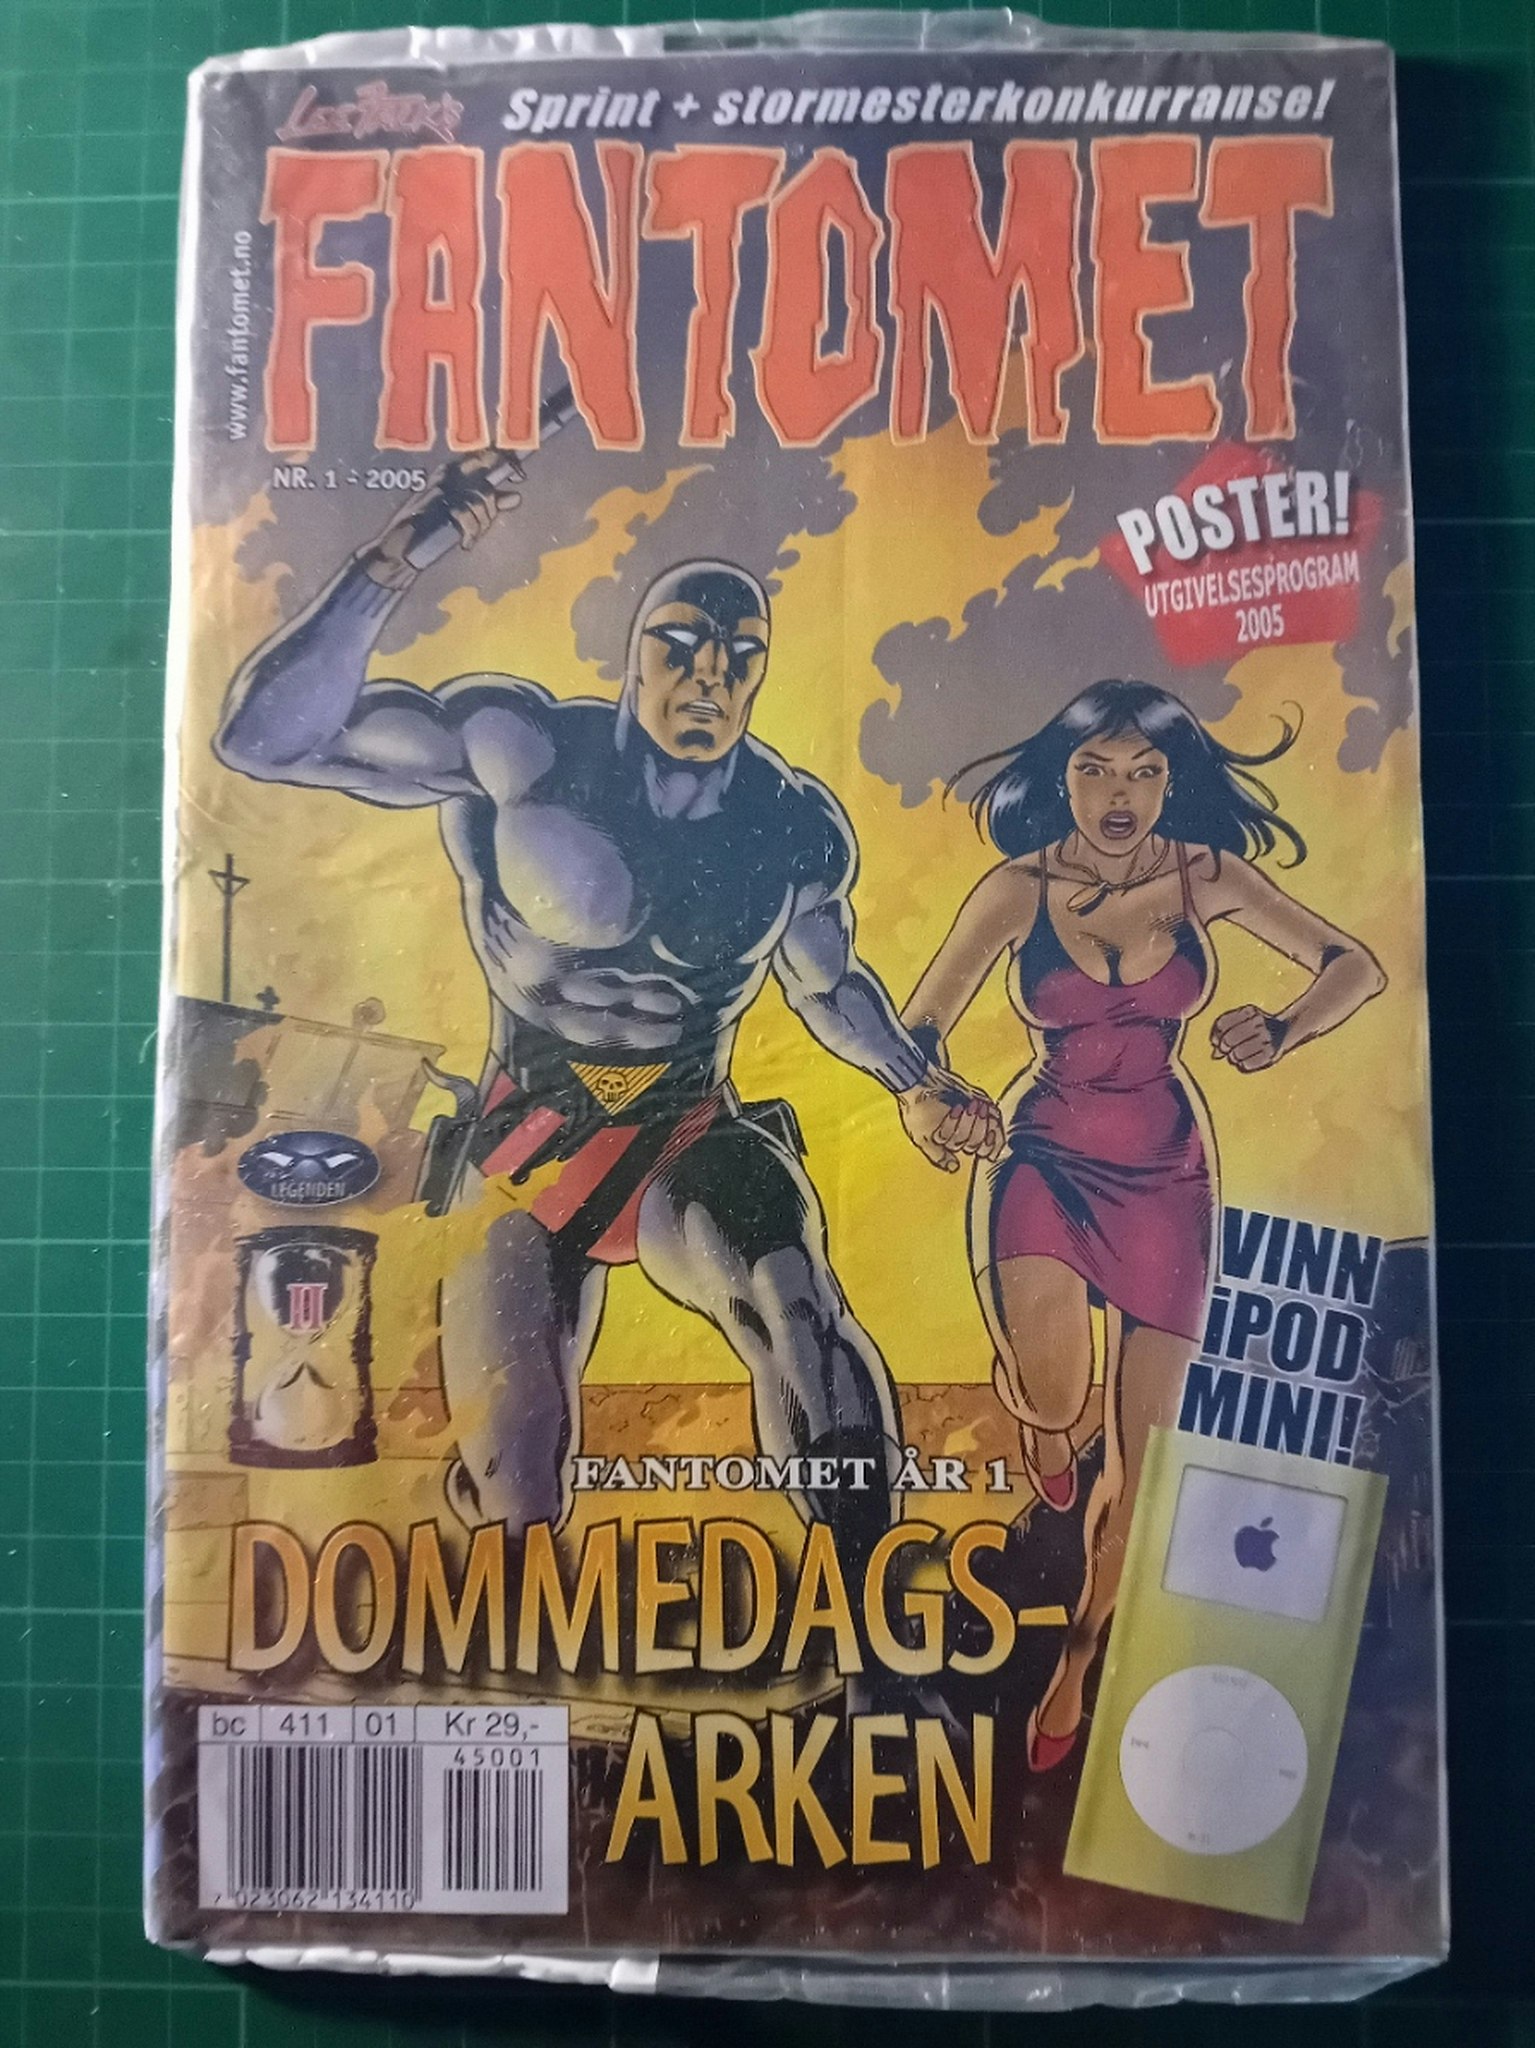 Lee Falk's
Sprint + stormesterkonkurranse!
FANTOMET
www.fantomet.no
NR. 1 - 2005
POSTER!
UTGIVELSESPROGRAM
2005
LEGENDEN
II
VINN
iPOD
MINI!
FANTOMET ÅR 1
DOMMEDAGS-
ARKEN
bc 411 01 Kr 29,-
45001
7 023062 134110